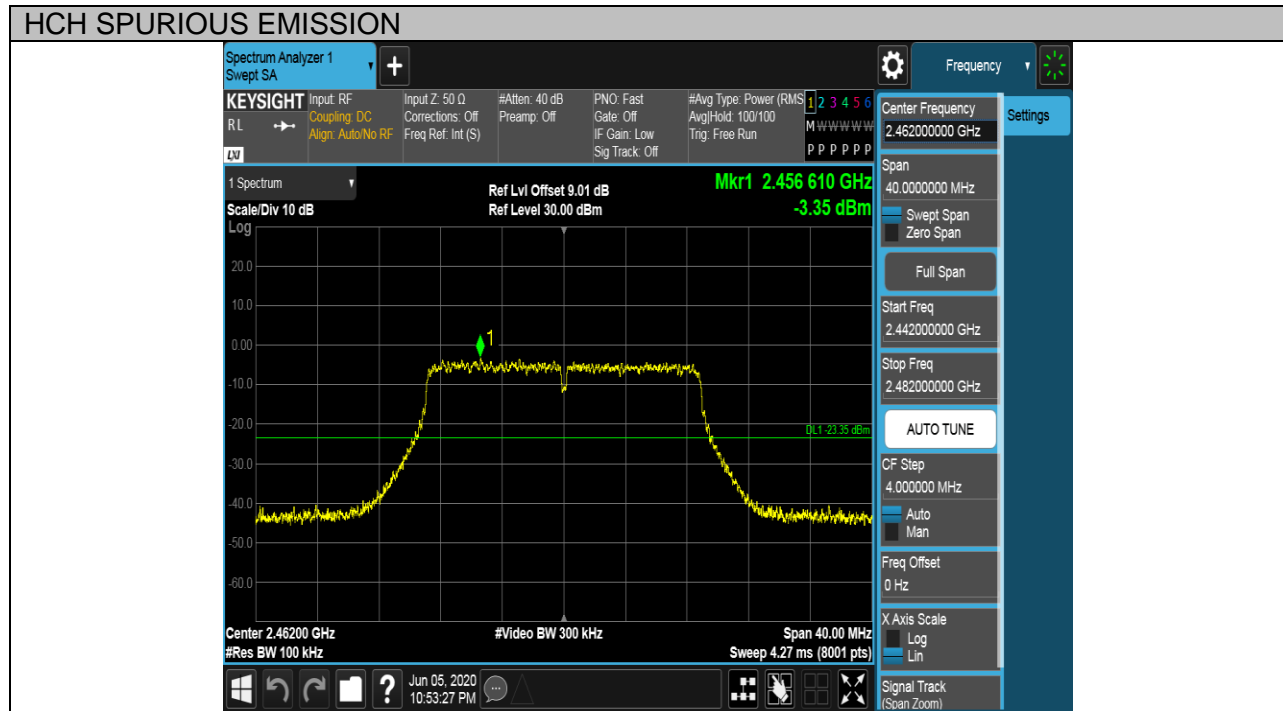 HCH SPURIOUS EMISSION
Spectrum Analyzer 1
Swept SA
+
Frequency
KEYSIGHT
RL
LXI
Input: RF
Coupling: DC
Align: Auto/No RF
Input Z: 50 Ω
Corrections: Off
Freq Ref: Int (S)
#Atten: 40 dB
Preamp: Off
PNO: Fast
Gate: Off
IF Gain: Low
Sig Track: Off
#Avg Type: Power (RMS
Avg|Hold: 100/100
Trig: Free Run
1 2 3 4 5 6
M W W W W W
P P P P P P
1 Spectrum
Scale/Div 10 dB
Ref Lvl Offset 9.01 dB
Ref Level 30.00 dBm
Mkr1 2.456 610 GHz
-3.35 dBm
Log
20.0
10.0
0.00
-10.0
-20.0
-30.0
-40.0
-50.0
-60.0
1
DL1 -23.35 dBm
Center 2.46200 GHz
#Res BW 100 kHz
#Video BW 300 kHz
Span 40.00 MHz
Sweep 4.27 ms (8001 pts)
?
Jun 05, 2020
10:53:27 PM
Center Frequency
2.462000000 GHz
Settings
Span
40.0000000 MHz
Swept Span
Zero Span
Full Span
Start Freq
2.442000000 GHz
Stop Freq
2.482000000 GHz
AUTO TUNE
CF Step
4.000000 MHz
Auto
Man
Freq Offset
0 Hz
X Axis Scale
Log
Lin
Signal Track
(Span Zoom)